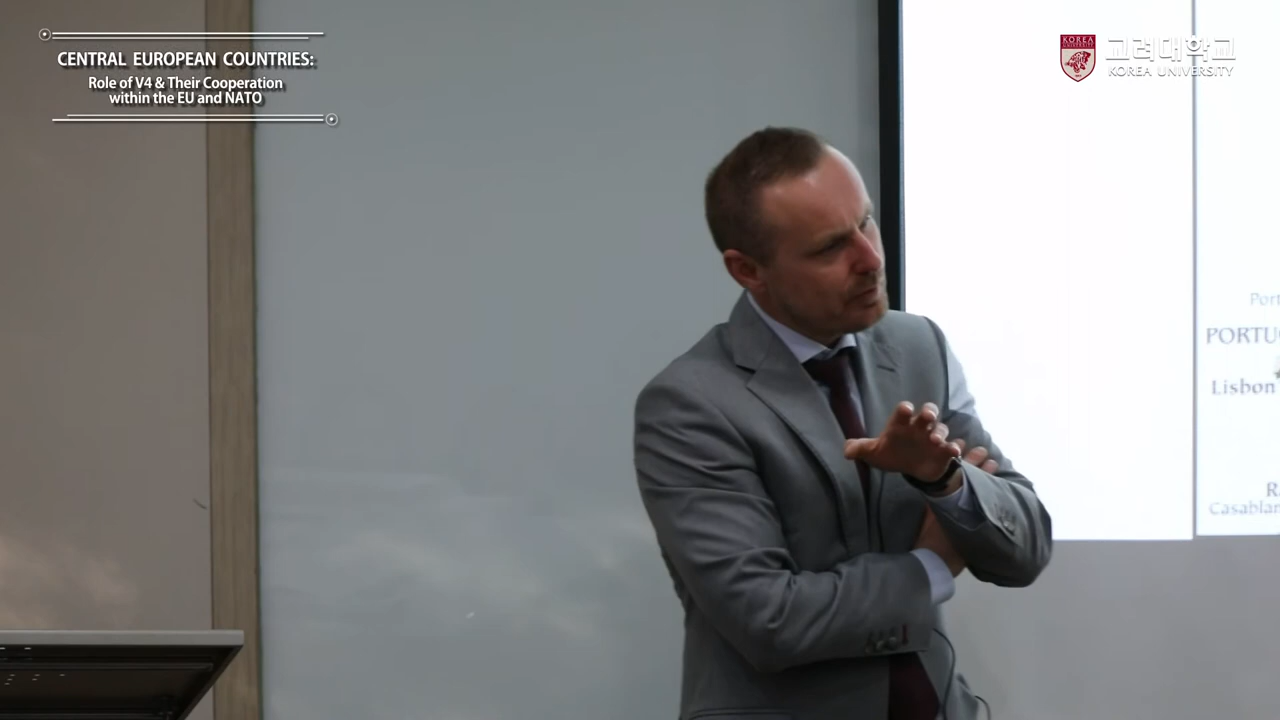 CENTRAL EUROPEAN COUNTRIES:
Role of V4 & Their Cooperation
within the EU and NATO
KOREA
UNIVERSITY
고려대학교
KOREA UNIVERSITY
Port
PORTU
Lisbon
R
Casablan